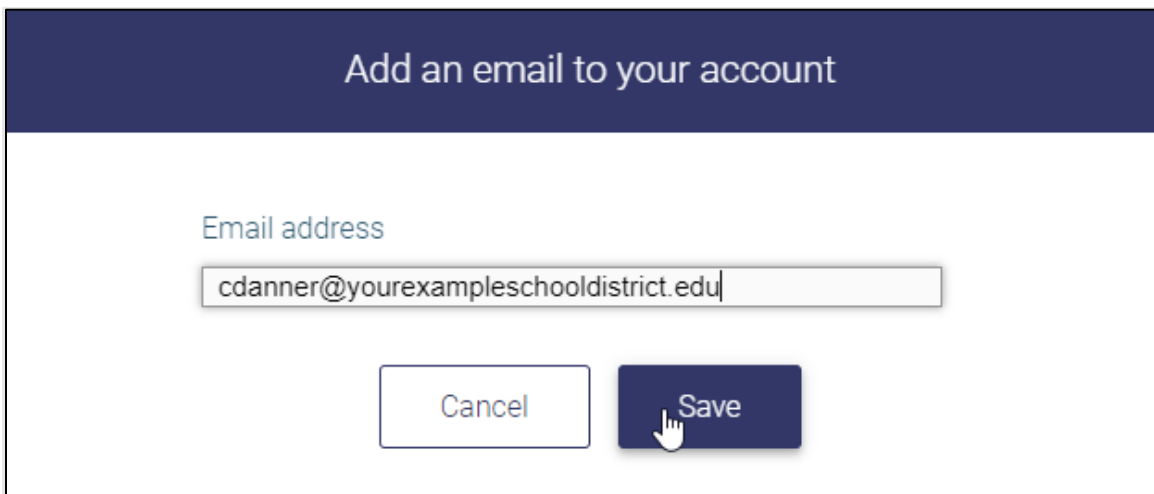 Add an email to your account
Email address
cdanner@yourexampleschooldistrict.edu
Cancel Save